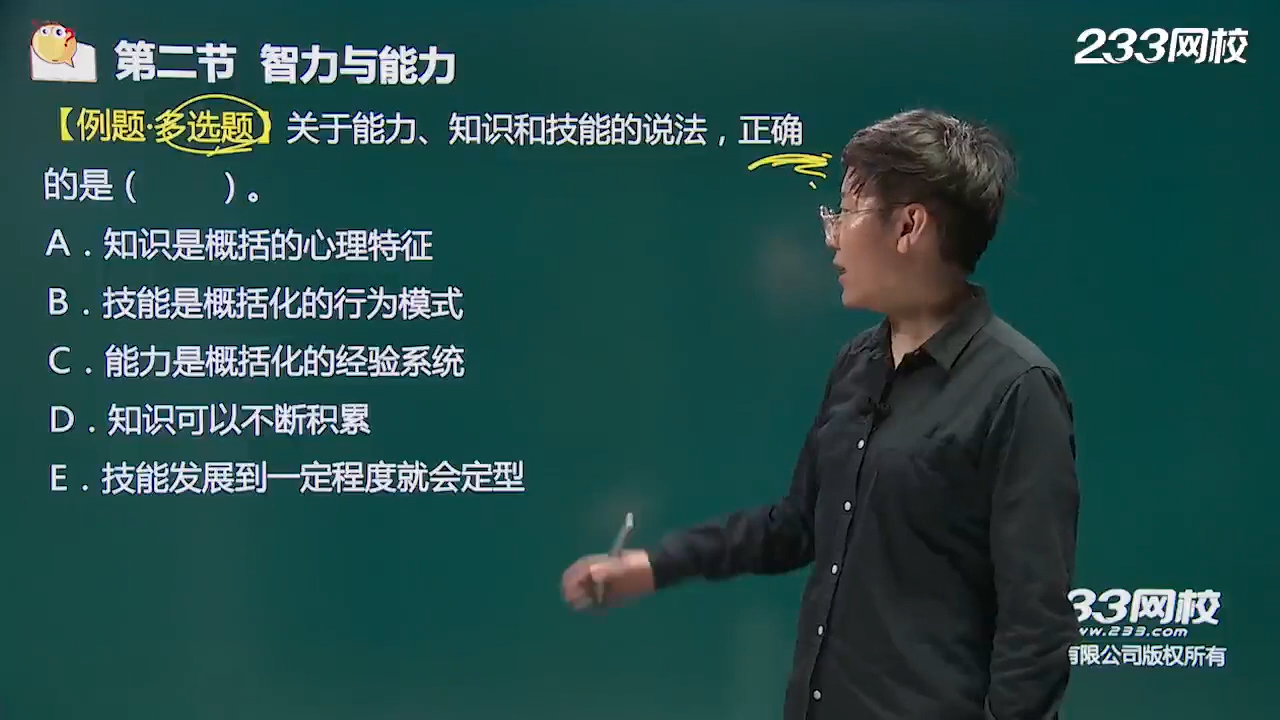 第二节 智力与能力
233网校
【例题·多选题】关于能力、知识和技能的说法，正确
的是（ ）。
A．知识是概括的心理特征
B．技能是概括化的行为模式
C．能力是概括化的经验系统
D．知识可以不断积累
E．技能发展到一定程度就会定型
33网校
ww.233.com
有限公司版权所有